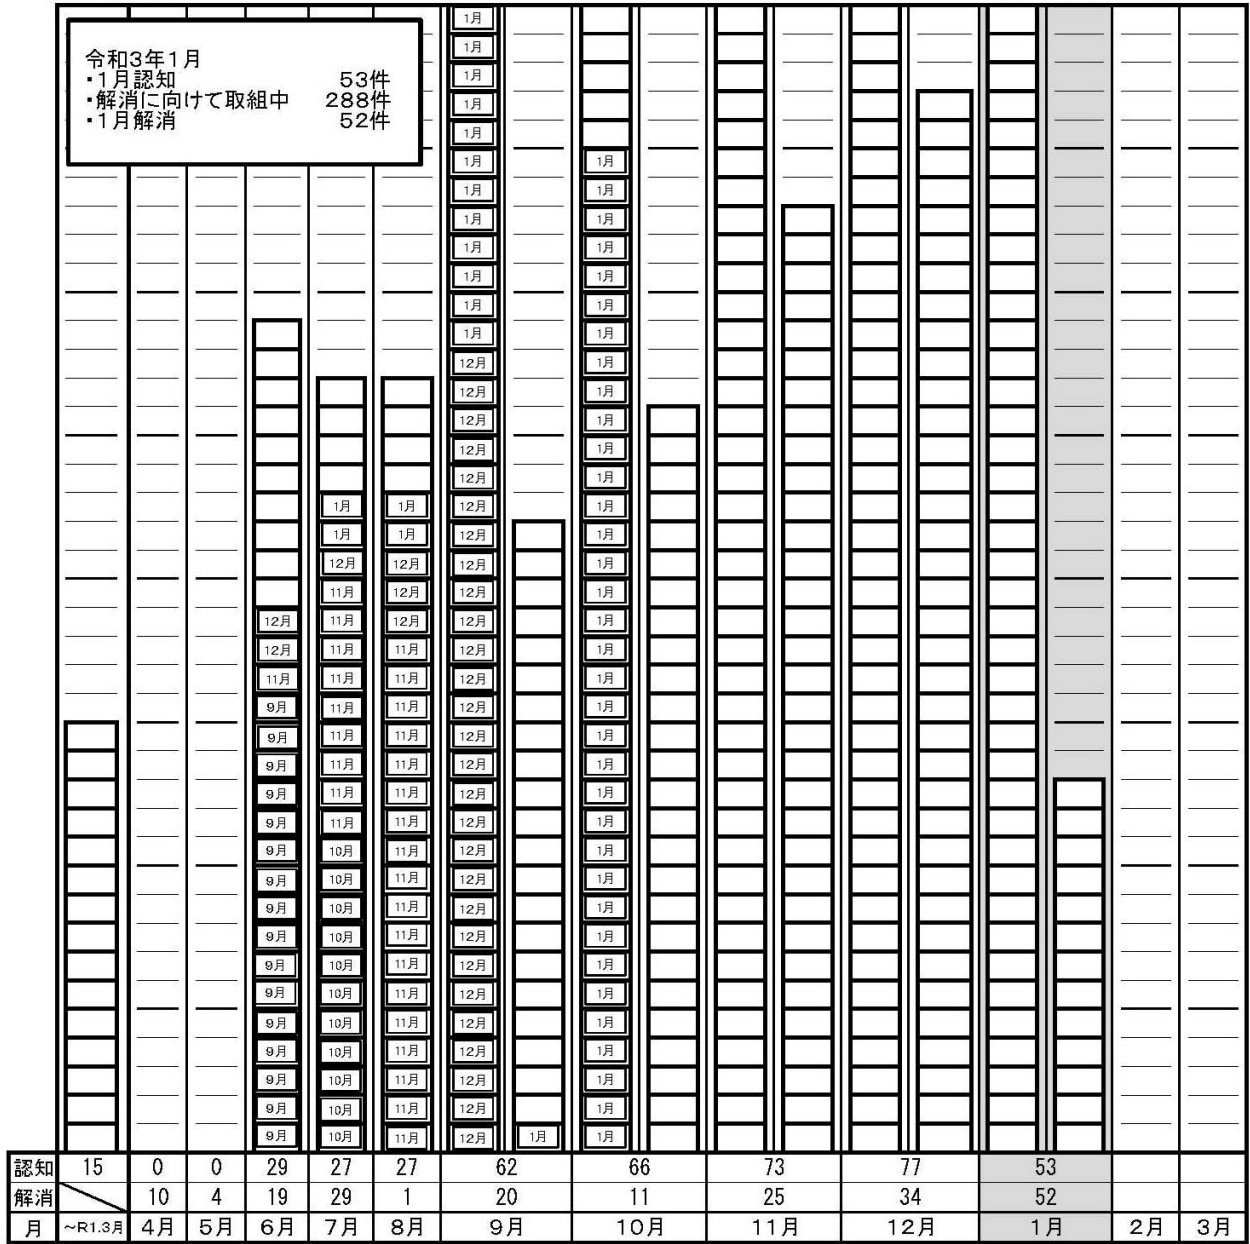 令和3年1月
・1月認知 53件
・解消に向けて取組中 288件
・1月解消 52件
1月
1月
1月
1月
1月
1月 1月
1月 1月
1月 1月
1月 1月
1月 1月
1月 1月
1月 1月
12月 1月
12月 1月
12月 1月
12月 1月
12月 1月
1月 1月 12月 1月
1月 1月 12月 1月
12月 12月 12月 1月
11月 12月 12月 1月
12月 11月 12月 12月 1月
12月 11月 11月 12月 1月
11月 11月 11月 12月 1月
9月 11月 11月 12月 1月
9月 11月 11月 12月 1月
9月 11月 11月 12月 1月
9月 11月 11月 12月 1月
9月 11月 11月 12月 1月
9月 10月 11月 12月 1月
9月 10月 11月 12月 1月
9月 10月 11月 12月 1月
9月 10月 11月 12月 1月
9月 10月 11月 12月 1月
9月 10月 11月 12月 1月
9月 10月 11月 12月 1月
9月 10月 11月 12月 1月
9月 10月 11月 12月 1月
9月 10月 11月 12月 1月
9月 10月 11月 12月 1月 1月
認知 15 0 0 29 27 27 62 66 73 77 53
解消 10 4 19 29 1 20 11 25 34 52
月 ～R1.3月 4月 5月 6月 7月 8月 9月 10月 11月 12月 1月 2月 3月